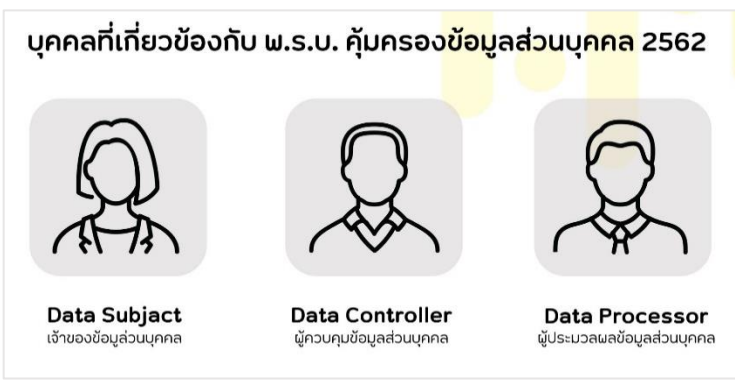 บุคคลที่เกี่ยวข้องกับ พ.ร.บ. คุ้มครองข้อมูลส่วนบุคคล 2562
Data Subjact
เจ้าของข้อมูล่วนบุคคล
Data Controller
ผู้ควบคุมข้อมูลส่วนบุคคล
Data Processor
ผู้ประมวลผลข้อมูลส่วนบุคคล